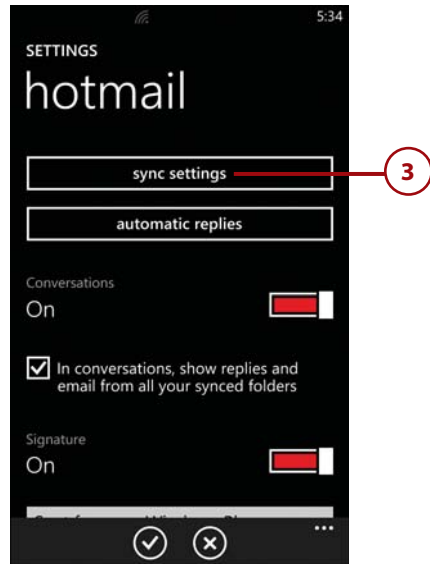 5:34
SETTINGS
hotmail
sync settings
3
automatic replies
Conversations
On
In conversations, show replies and
email from all your synced folders
Signature
On